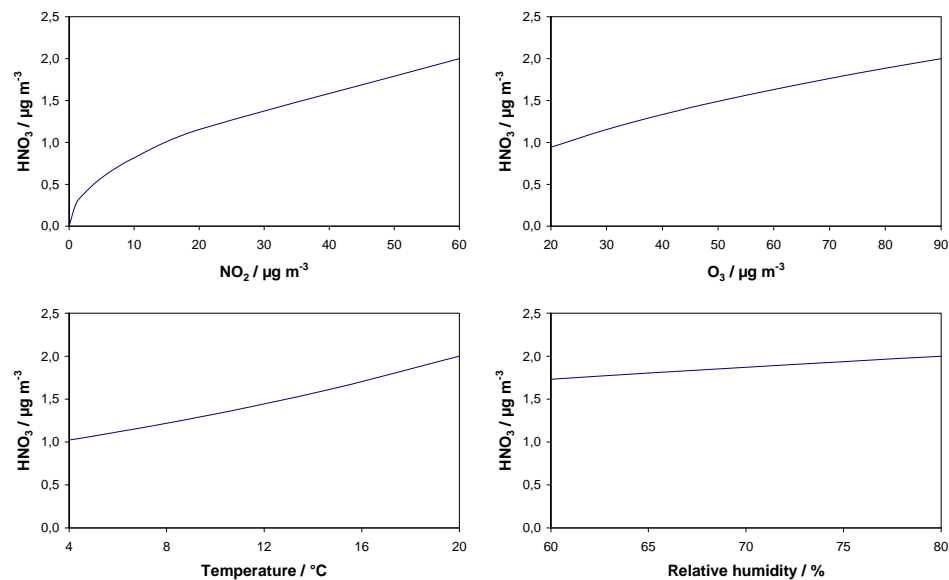 2,5
2,0
1,5
1,0
0,5
0,0
HNO₃ / µg m⁻³
0 10 20 30 40 50 60
NO₂ / µg m⁻³
2,5
2,0
1,5
1,0
0,5
0,0
HNO₃ / µg m⁻³
20 30 40 50 60 70 80 90
O₃ / µg m⁻³
2,5
2,0
1,5
1,0
0,5
0,0
HNO₃ / µg m⁻³
4 8 12 16 20
Temperature / °C
2,5
2,0
1,5
1,0
0,5
0,0
HNO₃ / µg m⁻³
60 65 70 75 80
Relative humidity / %